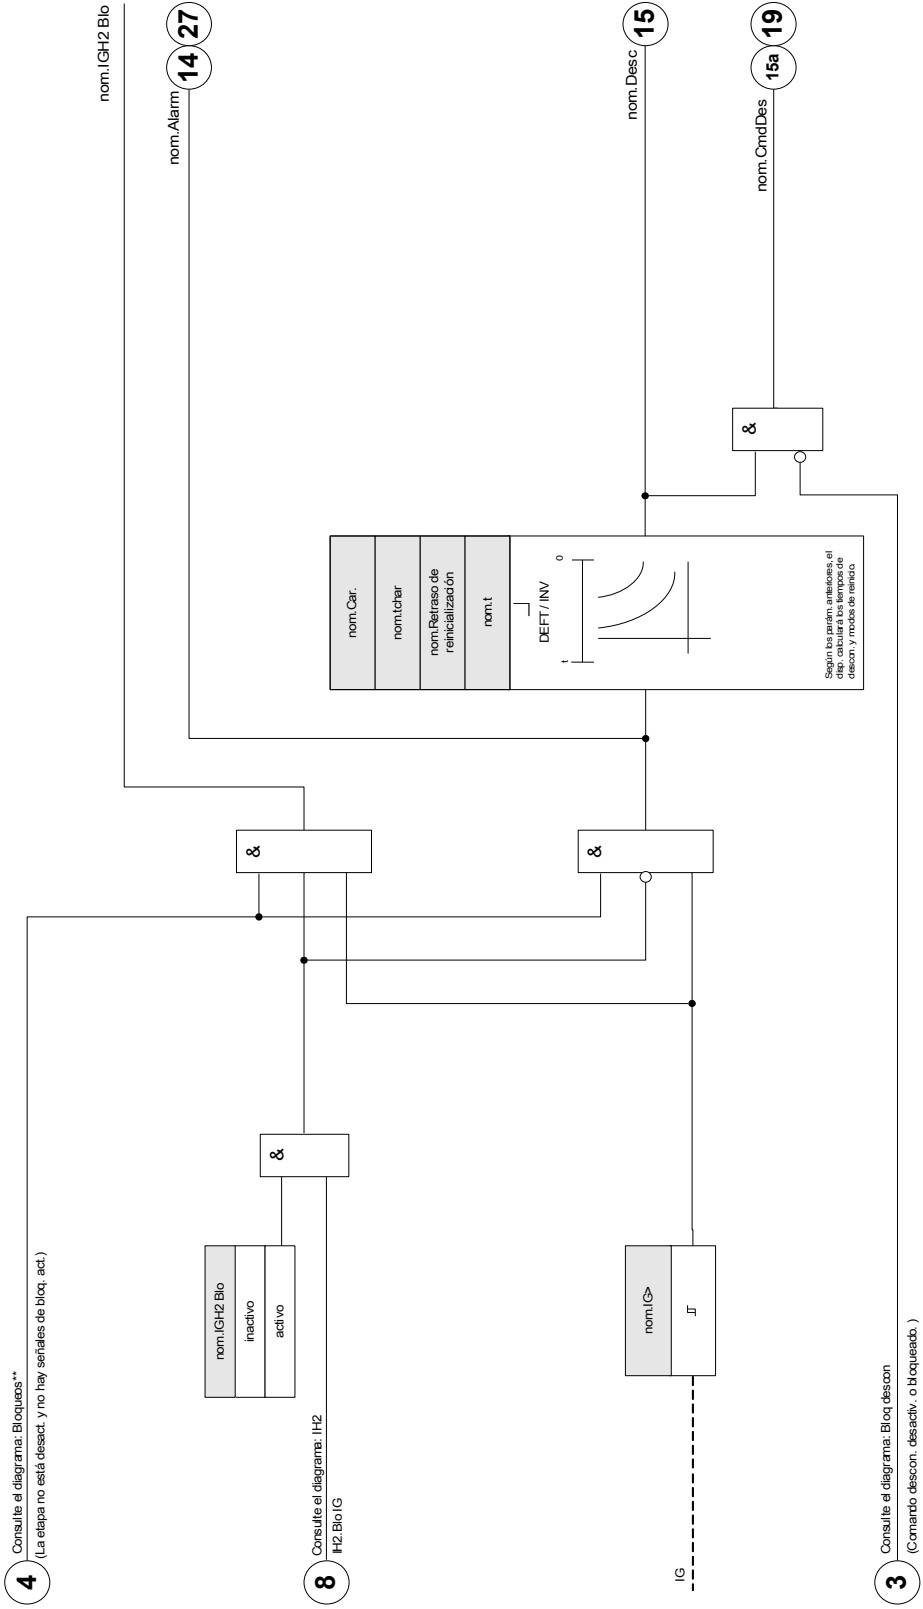 4
Consulte el diagrama: Bloqueos**
(La etapa no está desact. y no hay señales de bloq. act.)
nom.IGH2 Blo
inactivo
activo
8
Consulte el diagrama: IH2
IH2.Blo IG
&
&
nom.IGH2 Blo
nom.Alarm
14
27
IG
nom.IG>
&
nom.Car.
nom.tchar
nom.Retraso de
reinicialización
nom.t
DEFT / INV
t
0
Según los parám. anteriores, el
disp. calculará los tiempos de
descon. y modos de reinicio.
nom.Desc
15
&
nom.CmdDes
15a
19
3
Consulte el diagrama: Bloq descon
(Comando descon. desactiv. o bloqueado. )